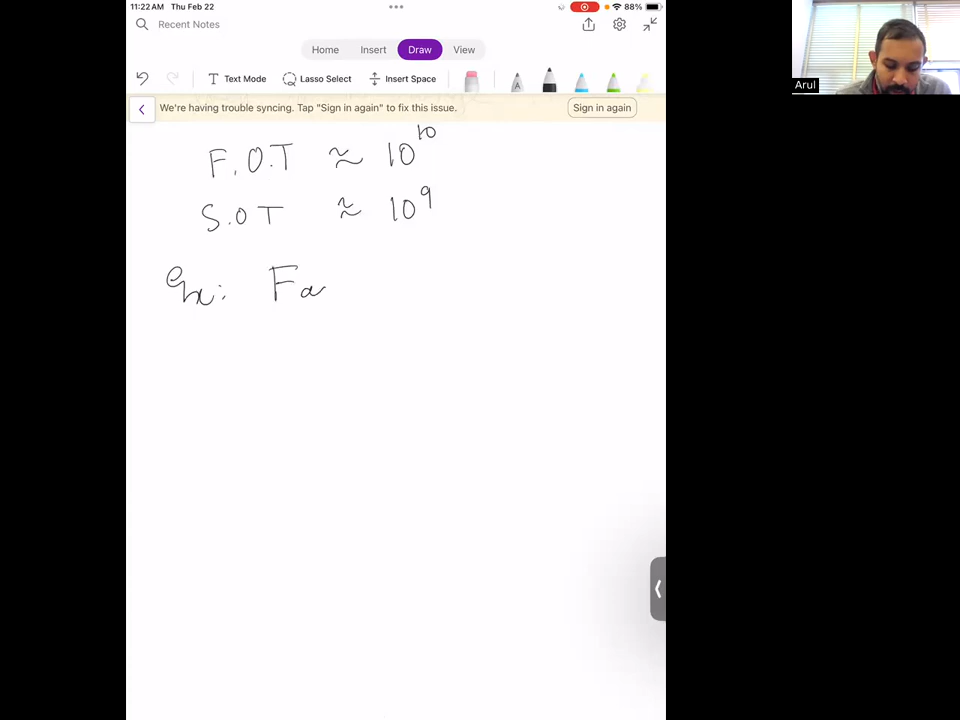 11:22AM Thu Feb 22
88%
Recent Notes
Home Insert Draw View
Text Mode Lasso Select Insert Space
We're having trouble syncing. Tap "Sign in again" to fix this issue. Sign in again
Arul
F.O.T ≈ 10^10
S.O T ≈ 10^9
Ex: Fa